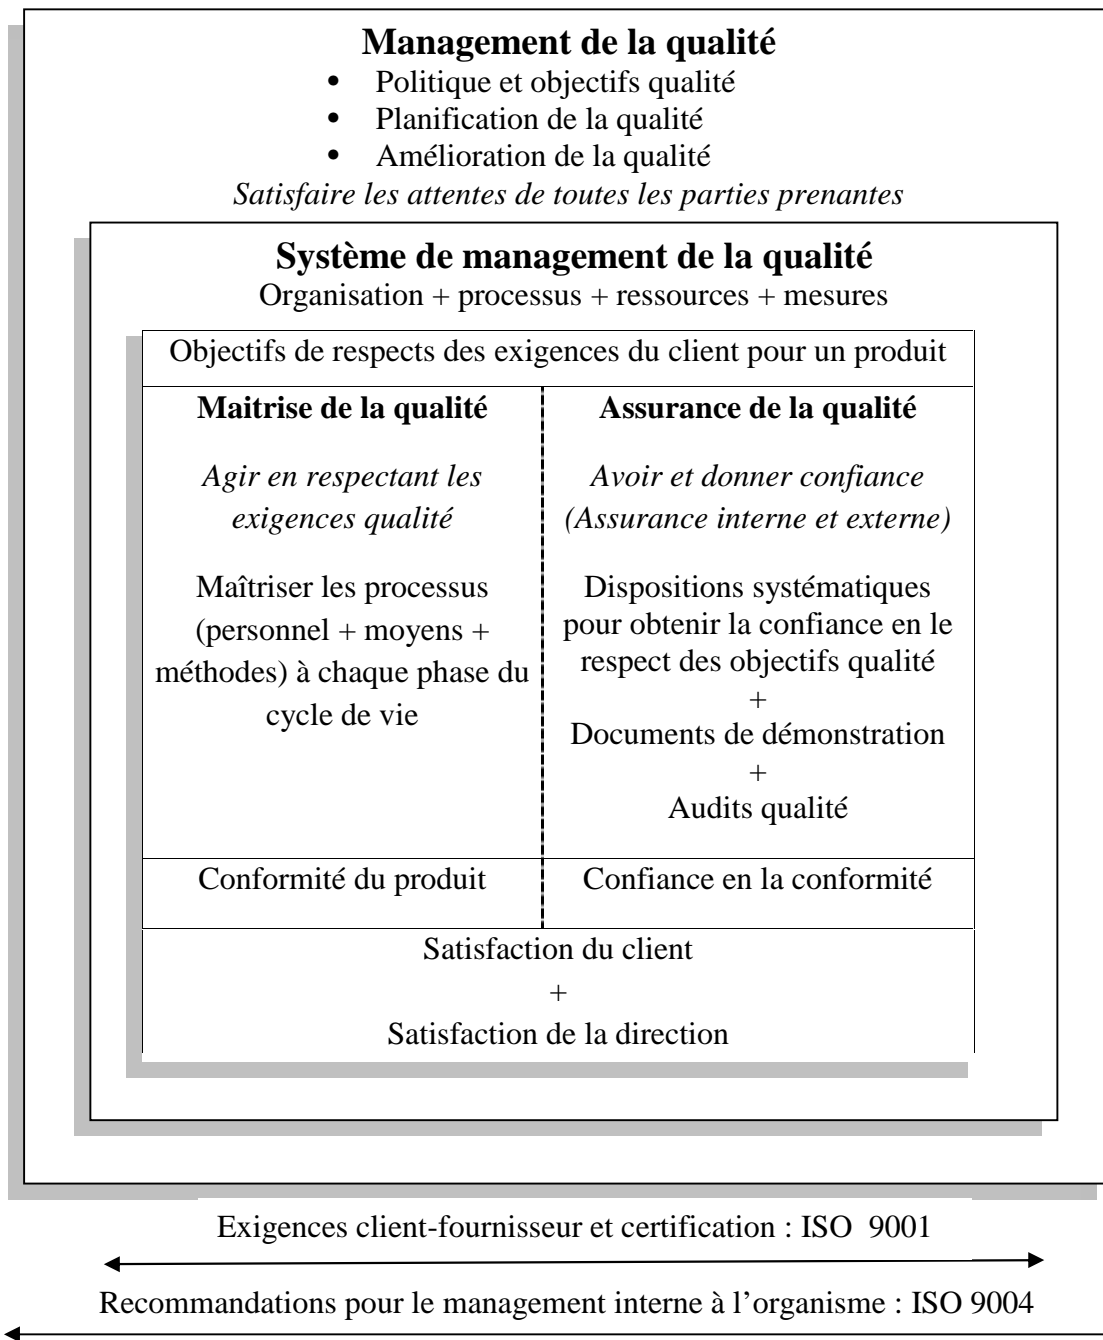 Management de la qualité
• Politique et objectifs qualité
• Planification de la qualité
• Amélioration de la qualité
Satisfaire les attentes de toutes les parties prenantes
Système de management de la qualité
Organisation + processus + ressources + mesures
Objectifs de respects des exigences du client pour un produit
Maitrise de la qualité
Agir en respectant les
exigences qualité
Maîtriser les processus
(personnel + moyens +
méthodes) à chaque phase du
cycle de vie
Assurance de la qualité
Avoir et donner confiance
(Assurance interne et externe)
Dispositions systématiques
pour obtenir la confiance en le
respect des objectifs qualité
+
Documents de démonstration
+
Audits qualité
Conformité du produit
Confiance en la conformité
Satisfaction du client
+
Satisfaction de la direction
Exigences client-fournisseur et certification : ISO 9001
Recommandations pour le management interne à l’organisme : ISO 9004